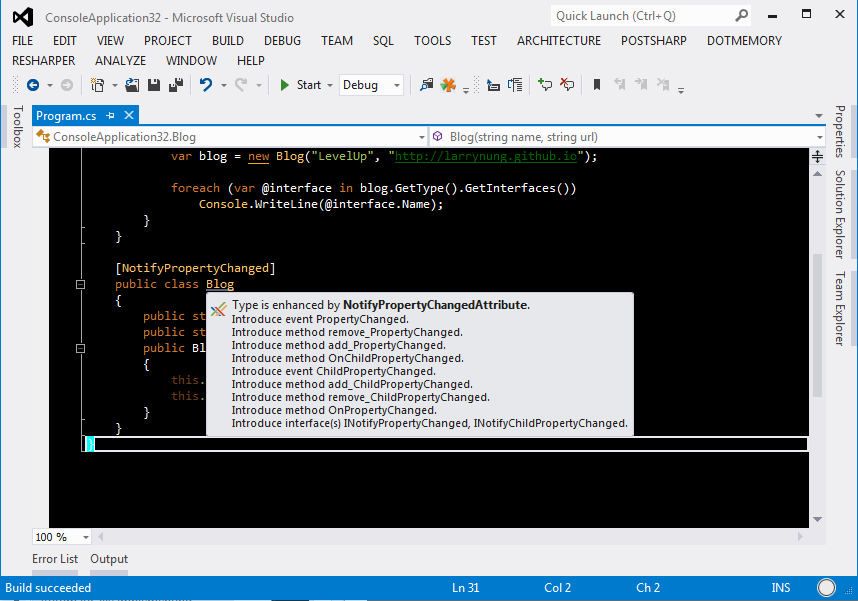 ConsoleApplication32 - Microsoft Visual Studio
Quick Launch (Ctrl+Q)
FILE EDIT VIEW PROJECT BUILD DEBUG TEAM SQL TOOLS TEST ARCHITECTURE POSTSHARP DOTMEMORY
RESHARPER ANALYZE WINDOW HELP
Start Debug
Toolbox
Program.cs
ConsoleApplication32.Blog
Blog(string name, string url)
Properties
Solution Explorer
Team Explorer
var blog = new Blog("LevelUp", "http://larrynung.github.io");
foreach (var @interface in blog.GetType().GetInterfaces())
Console.WriteLine(@interface.Name);
}
}
[NotifyPropertyChanged]
public class Blog
{
public st
public st
public Bl
{
this.
this.
}
}
}
Type is enhanced by NotifyPropertyChangedAttribute.
Introduce event PropertyChanged.
Introduce method remove_PropertyChanged.
Introduce method add_PropertyChanged.
Introduce method OnChildPropertyChanged.
Introduce event ChildPropertyChanged.
Introduce method add_ChildPropertyChanged.
Introduce method remove_ChildPropertyChanged.
Introduce method OnPropertyChanged.
Introduce interface(s) INotifyPropertyChanged, INotifyChildPropertyChanged.
100 %
Error List Output
Build succeeded Ln 31 Col 2 Ch 2 INS